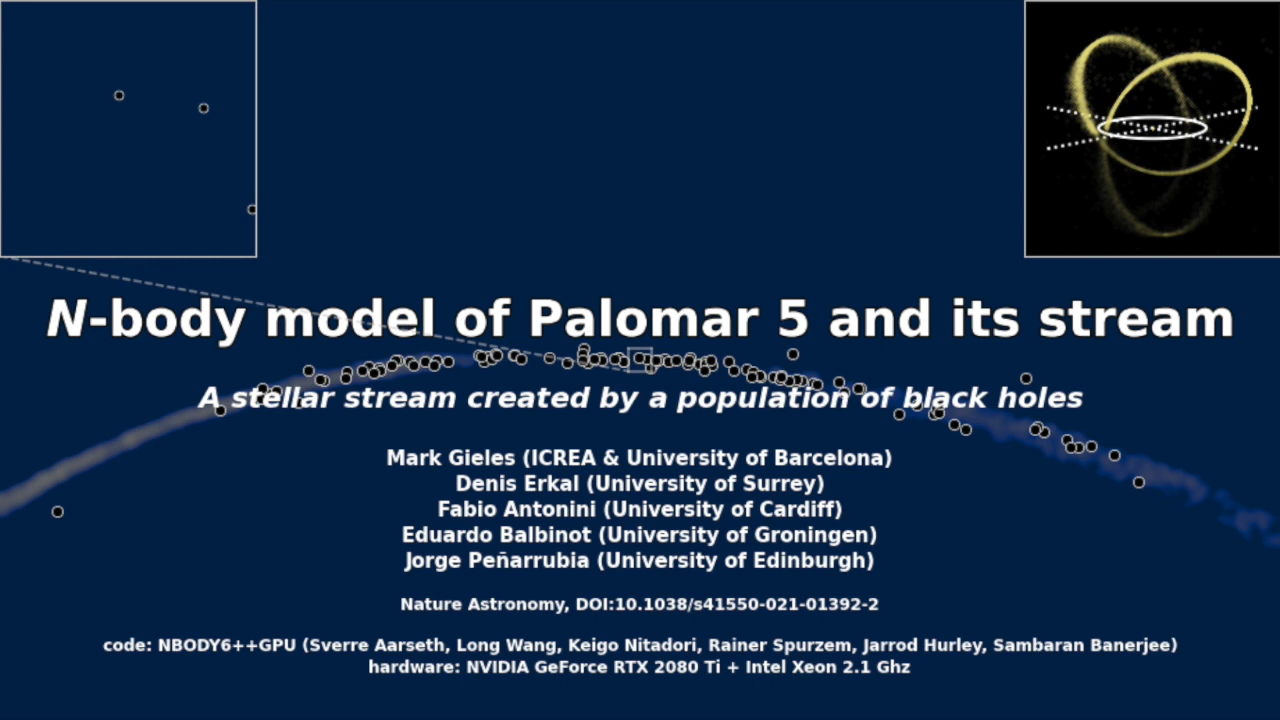 N-body model of Palomar 5 and its stream
A stellar stream created by a population of black holes
Mark Gieles (ICREA & University of Barcelona)
Denis Erkal (University of Surrey)
Fabio Antonini (University of Cardiff)
Eduardo Balbinot (University of Groningen)
Jorge Peñarrubia (University of Edinburgh)
Nature Astronomy, DOI:10.1038/s41550-021-01392-2
code: NBODY6++GPU (Sverre Aarseth, Long Wang, Keigo Nitadori, Rainer Spurzem, Jarrod Hurley, Sambaran Banerjee)
hardware: NVIDIA GeForce RTX 2080 Ti + Intel Xeon 2.1 Ghz